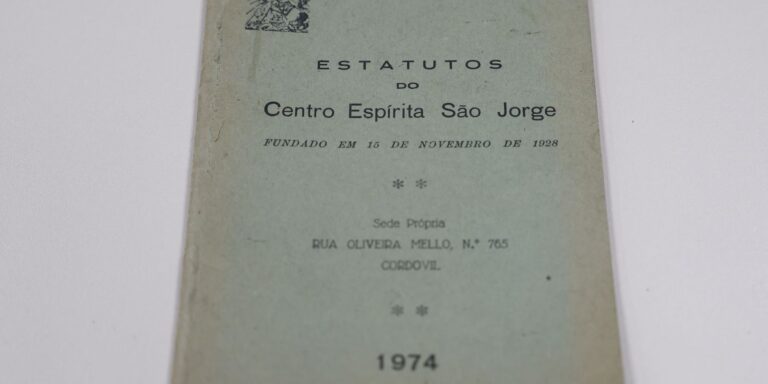 ESTATUTOS
DO
Centro Espírita São Jorge
FUNDADO EM 15 DE NOVEMBRO DE 1928
* *
Sede Própria
RUA OLIVEIRA MELLO, N.º 765
CORDOVIL
* *
1974